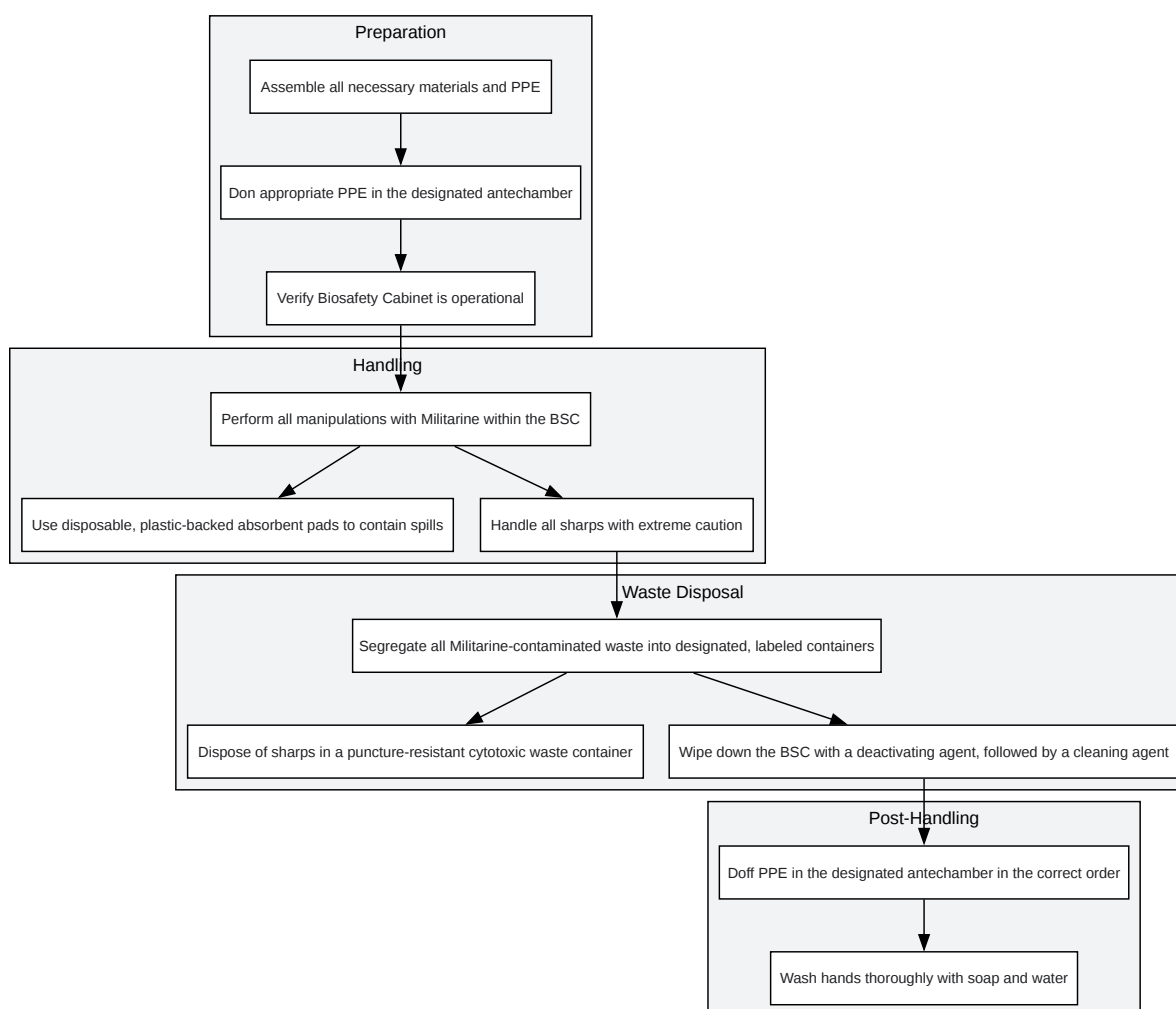 Preparation
Assemble all necessary materials and PPE
Don appropriate PPE in the designated antechamber
Verify Biosafety Cabinet is operational
Handling
Perform all manipulations with Militarine within the BSC
Use disposable, plastic-backed absorbent pads to contain spills
Handle all sharps with extreme caution
Waste Disposal
Segregate all Militarine-contaminated waste into designated, labeled containers
Dispose of sharps in a puncture-resistant cytotoxic waste container
Wipe down the BSC with a deactivating agent, followed by a cleaning agent
Post-Handling
Doff PPE in the designated antechamber in the correct order
Wash hands thoroughly with soap and water